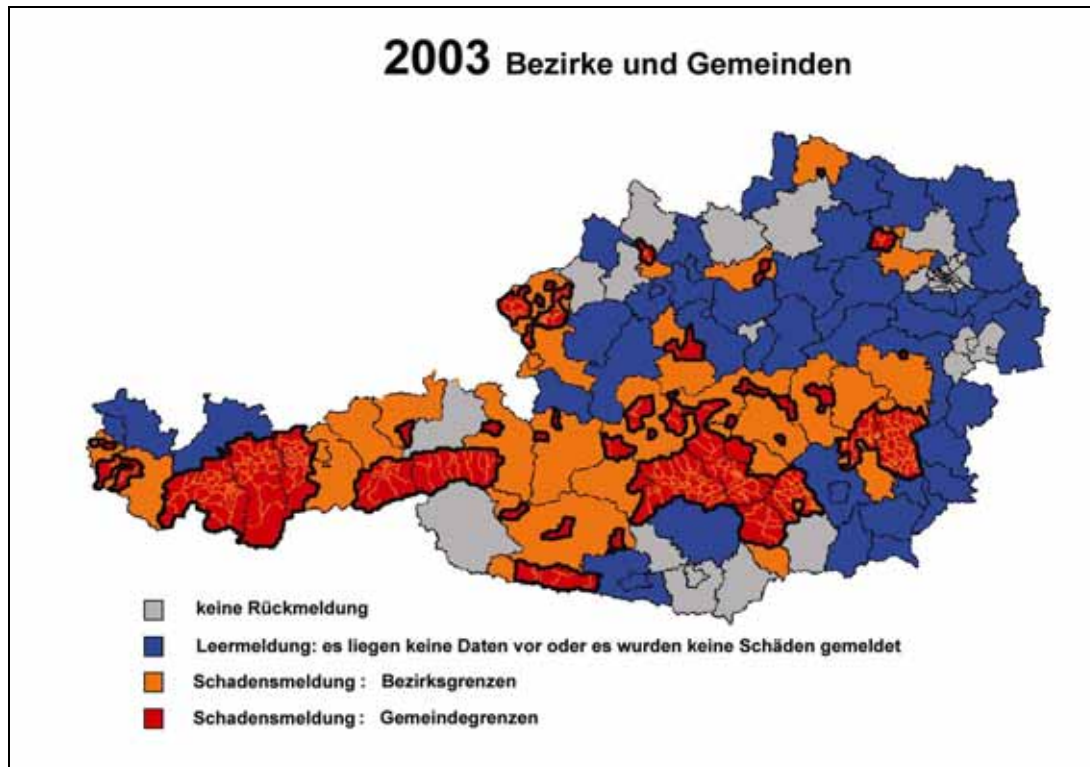 2003 Bezirke und Gemeinden
keine Rückmeldung
Leermeldung: es liegen keine Daten vor oder es wurden keine Schäden gemeldet
Schadensmeldung : Bezirksgrenzen
Schadensmeldung : Gemeindegrenzen